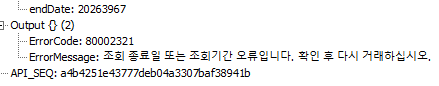 endDate: 20263967
Output {} (2)
ErrorCode: 80002321
ErrorMessage: 조회 종료일 또는 조회기간 오류입니다. 확인 후 다시 거래하십시오.
API_SEQ: a4b4251e43777deb04a3307baf38941b